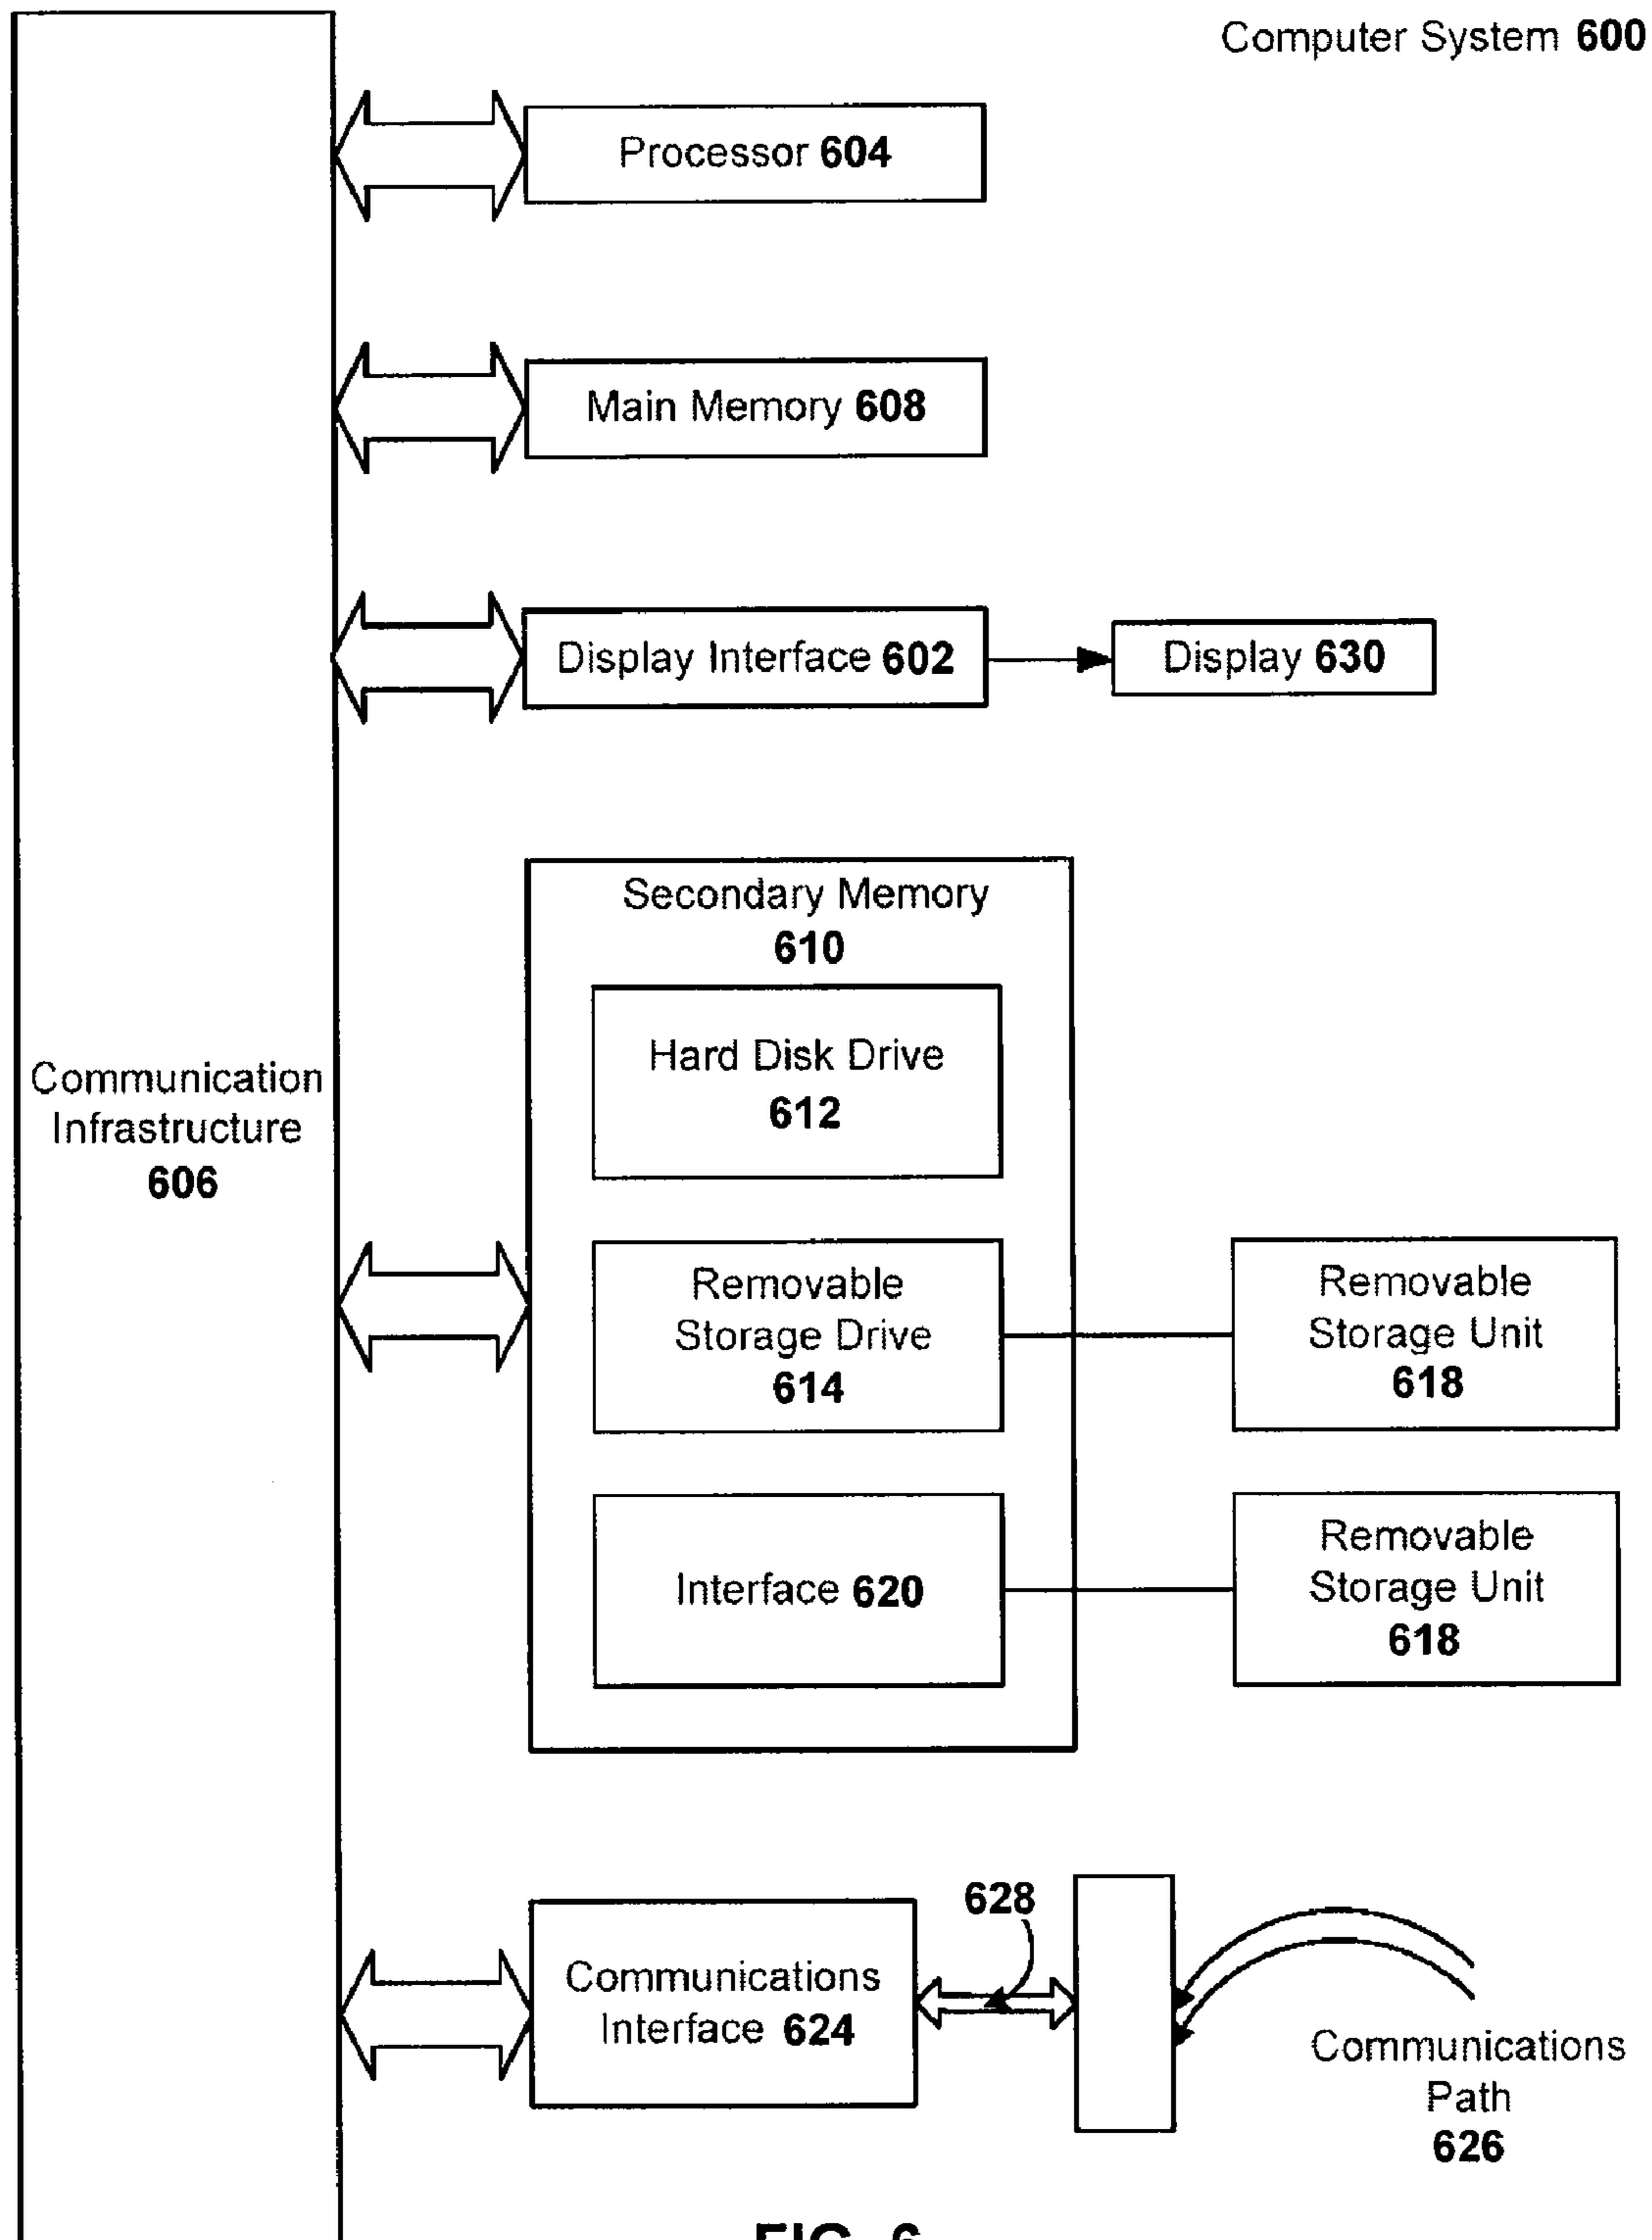 Computer System 600
Processor 604
Main Memory 608
Display Interface 602
Display 630
Secondary Memory
610
Hard Disk Drive
612
Communication
Infrastructure
606
Removable
Storage Drive
614
Removable
Storage Unit
618
Interface 620
Removable
Storage Unit
618
628
Communications
Interface 624
Communications
Path
626
FIG. 6